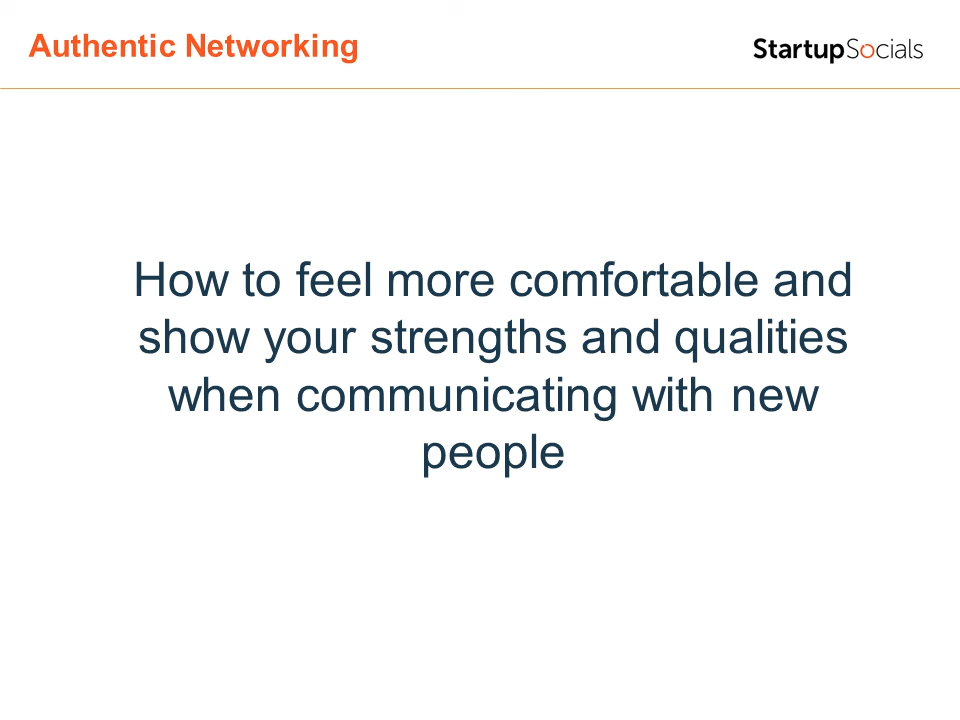 Authentic Networking
StartupSocials
How to feel more comfortable and
show your strengths and qualities
when communicating with new
people